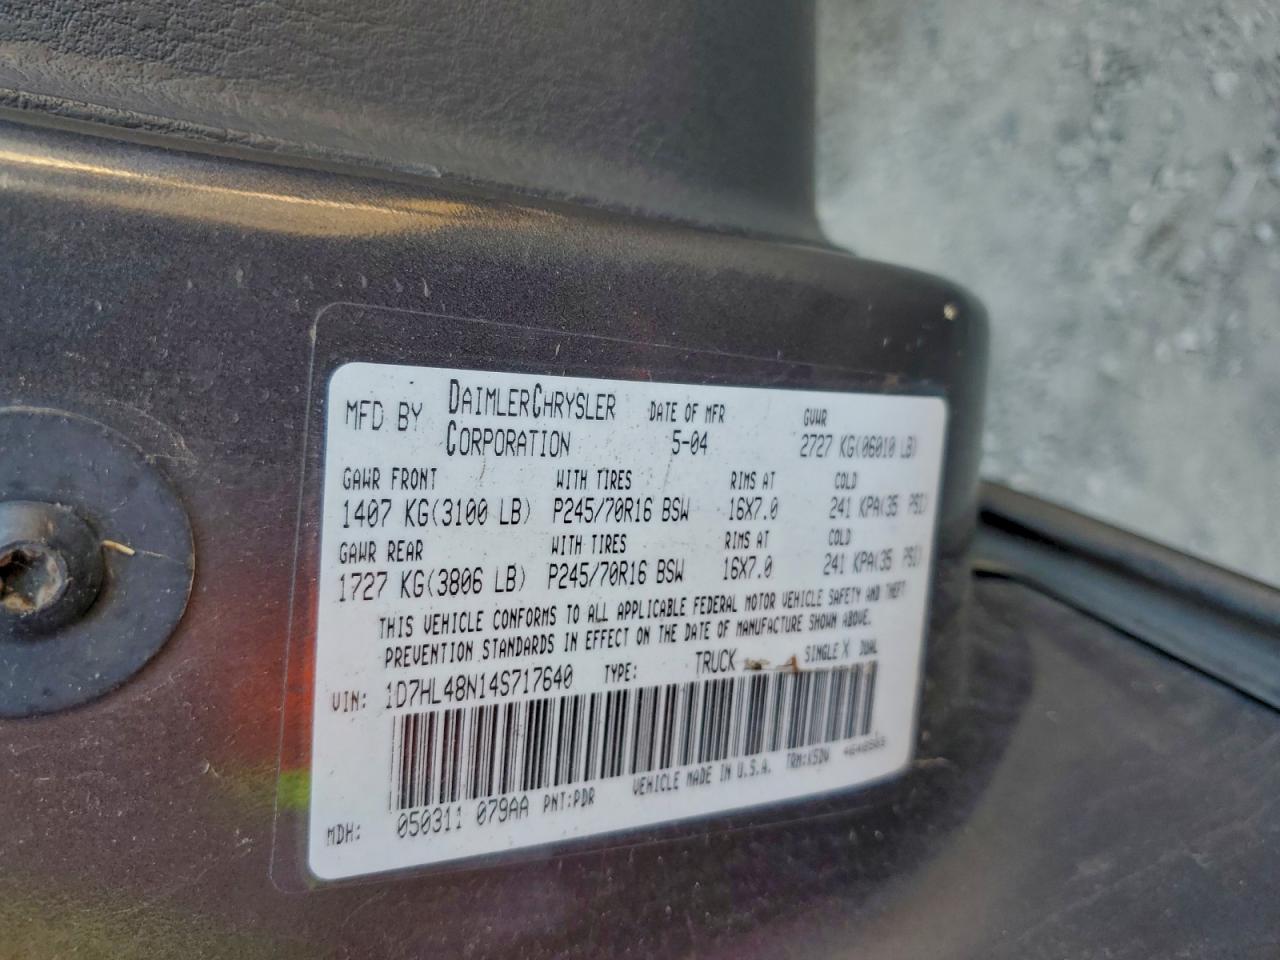 MFD BY DAIMLERCHRYSLER CORPORATION DATE OF MFR 5-04 GVWR 2727 KG(06010 LB)
GAWR FRONT WITH TIRES RIMS AT COLD
1407 KG(3100 LB) P245/70R16 BSW 16X7.0 241 KPA(35 PSI)
GAWR REAR WITH TIRES RIMS AT COLD
1727 KG(3806 LB) P245/70R16 BSW 16X7.0 241 KPA(35 PSI)
THIS VEHICLE CONFORMS TO ALL APPLICABLE FEDERAL MOTOR VEHICLE SAFETY AND THEFT
PREVENTION STANDARDS IN EFFECT ON THE DATE OF MANUFACTURE SHOWN ABOVE.
VIN: 1D7HL48N14S717640 TYPE: TRUCK SINGLE X DUAL
MDH: 050311 079AA PNT:PDR VEHICLE MADE IN U.S.A. TRM:K5DV